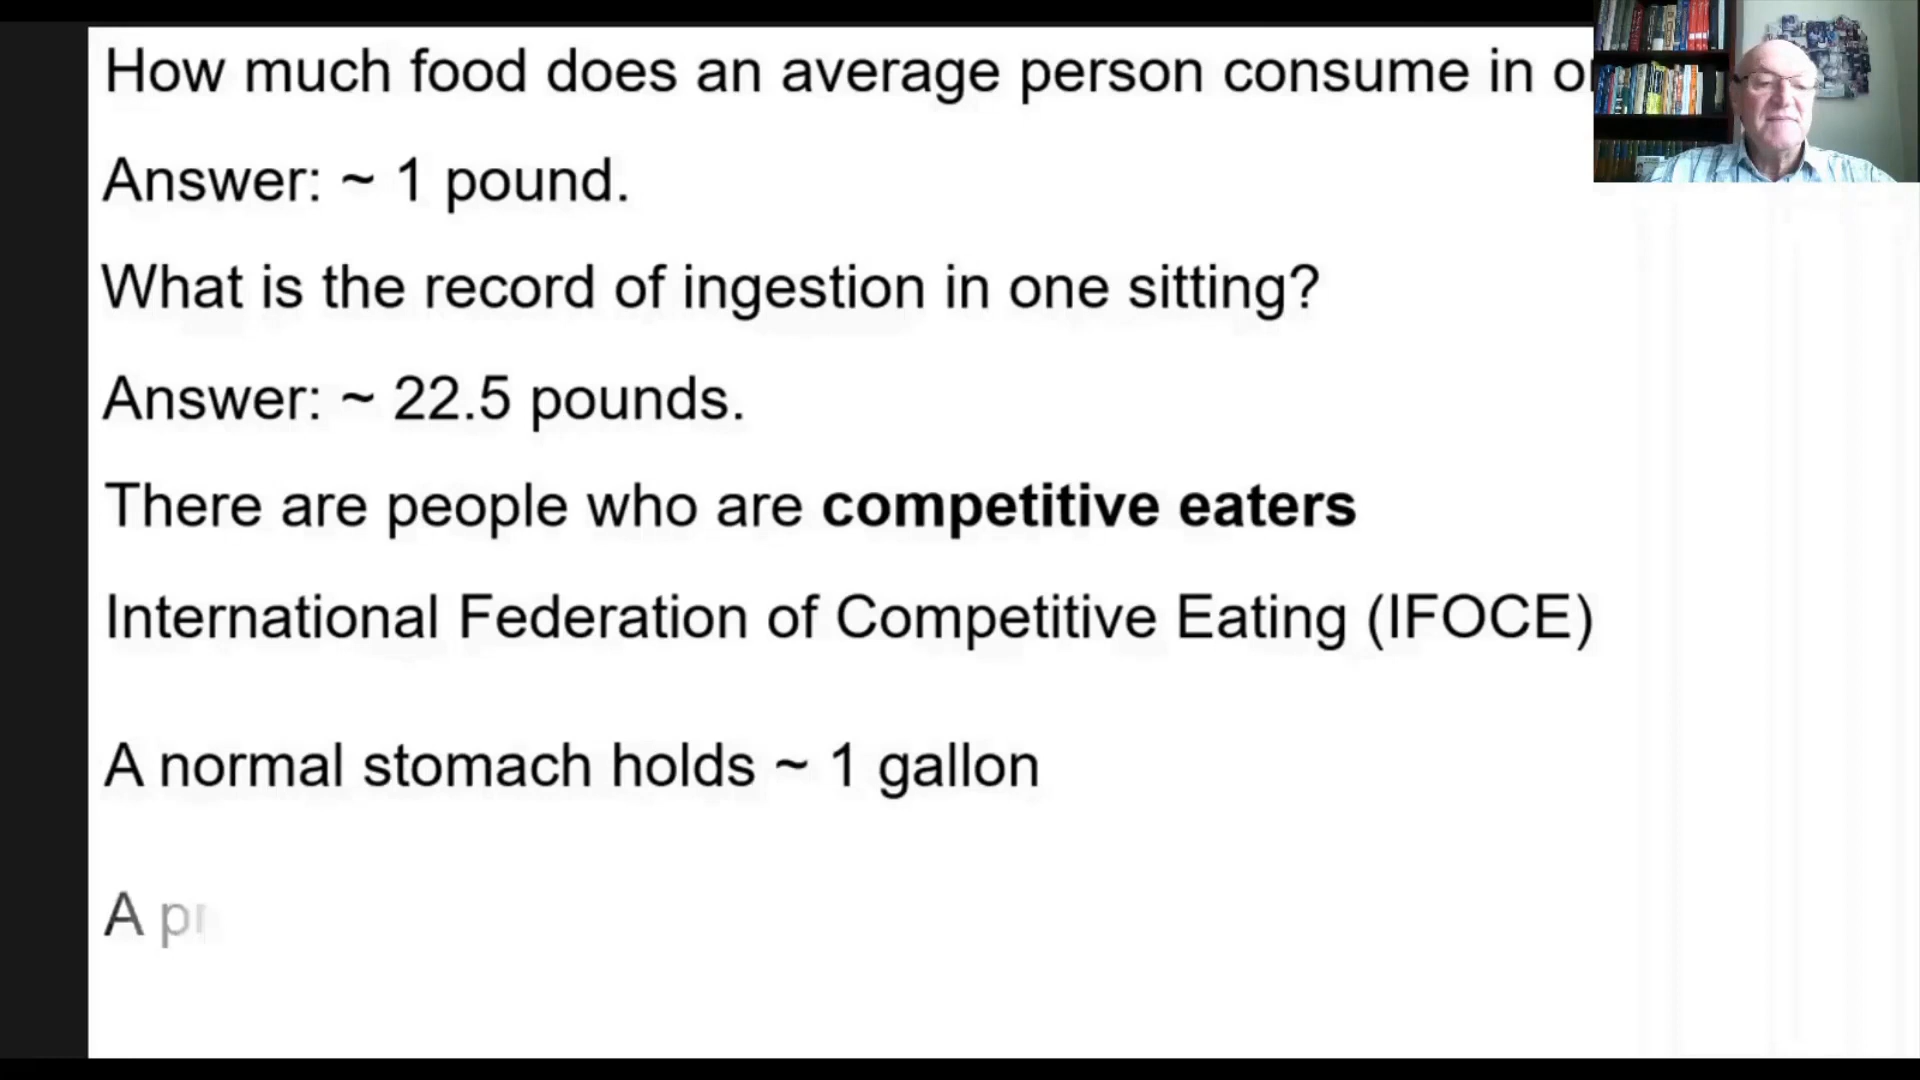 How much food does an average person consume in
Answer: ~ 1 pound.
What is the record of ingestion in one sitting?
Answer: ~ 22.5 pounds.
There are people who are competitive eaters
International Federation of Competitive Eating (IFOCE)
A normal stomach holds ~ 1 gallon
A